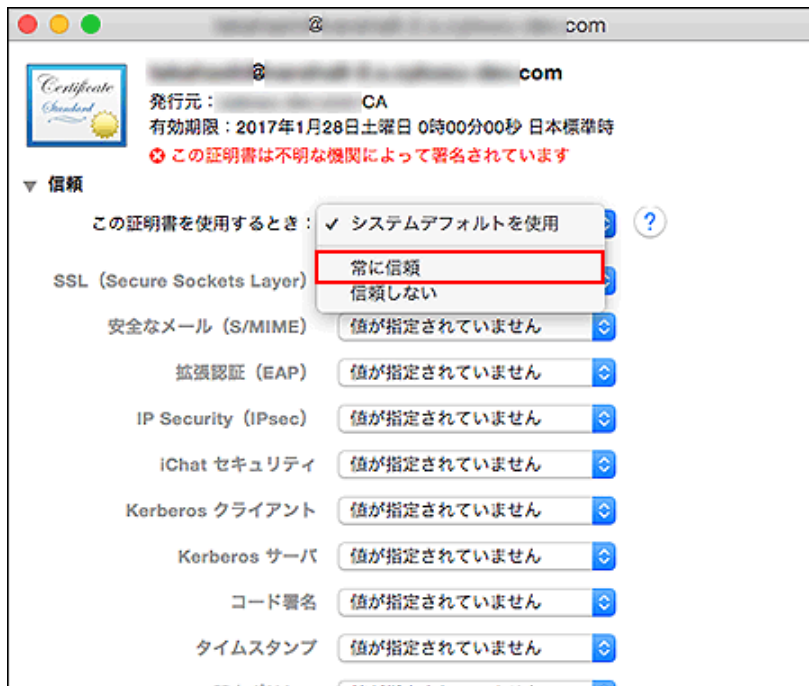 @ com
Certificate
Standard
@ com
発行元： CA
有効期限：2017年1月28日土曜日 0時00分00秒 日本標準時
この証明書は不明な機関によって署名されています
信頼
この証明書を使用するとき： ✓ システムデフォルトを使用 ?
常に信頼
SSL（Secure Sockets Layer）
信頼しない
安全なメール（S/MIME） 値が指定されていません
拡張認証（EAP） 値が指定されていません
IP Security（IPsec） 値が指定されていません
iChat セキュリティ 値が指定されていません
Kerberos クライアント 値が指定されていません
Kerberos サーバ 値が指定されていません
コード署名 値が指定されていません
タイムスタンプ 値が指定されていません